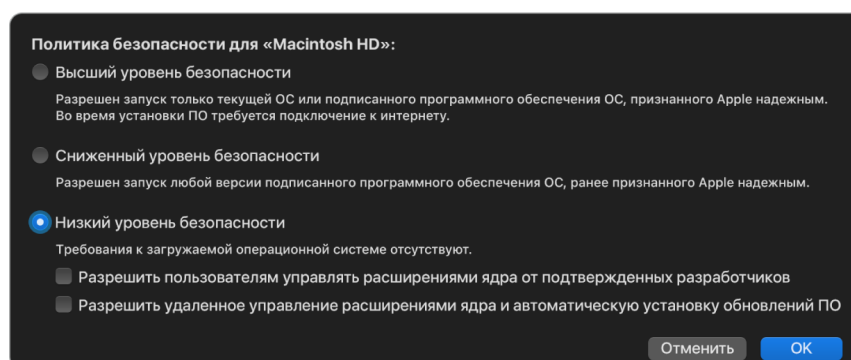 Политика безопасности для «Macintosh HD»:
Высший уровень безопасности
Разрешен запуск только текущей ОС или подписанного программного обеспечения ОС, признанного Apple надежным.
Во время установки ПО требуется подключение к интернету.
Сниженный уровень безопасности
Разрешен запуск любой версии подписанного программного обеспечения ОС, ранее признанного Apple надежным.
Низкий уровень безопасности
Требования к загружаемой операционной системе отсутствуют.
Разрешить пользователям управлять расширениями ядра от подтвержденных разработчиков
Разрешить удаленное управление расширениями ядра и автоматическую установку обновлений ПО
Отменить OK